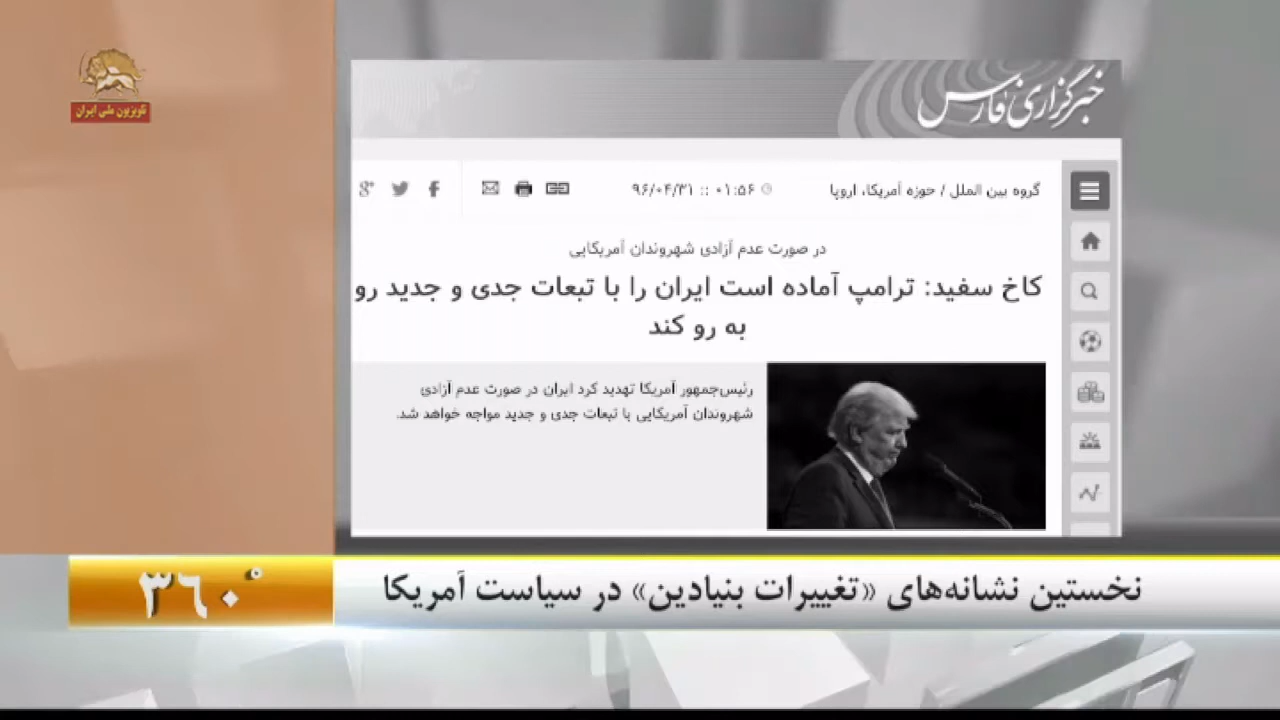 تلویزیون ملی ایران
خبرگزاری فارس
گروه بین الملل / حوزه آمریکا، اروپا
۹۶/۰۴/۳۱ :: ۰۱:۵۶
در صورت عدم آزادی شهروندان آمریکایی
کاخ سفید: ترامپ آماده است ایران را با تبعات جدی و جدید رو
به رو کند
رئیس‌جمهور آمریکا تهدید کرد ایران در صورت عدم آزادی
شهروندان آمریکایی با تبعات جدی و جدید مواجه خواهد شد.
نخستین نشانه‌های «تغییرات بنیادین» در سیاست آمریکا
۳۶۰°